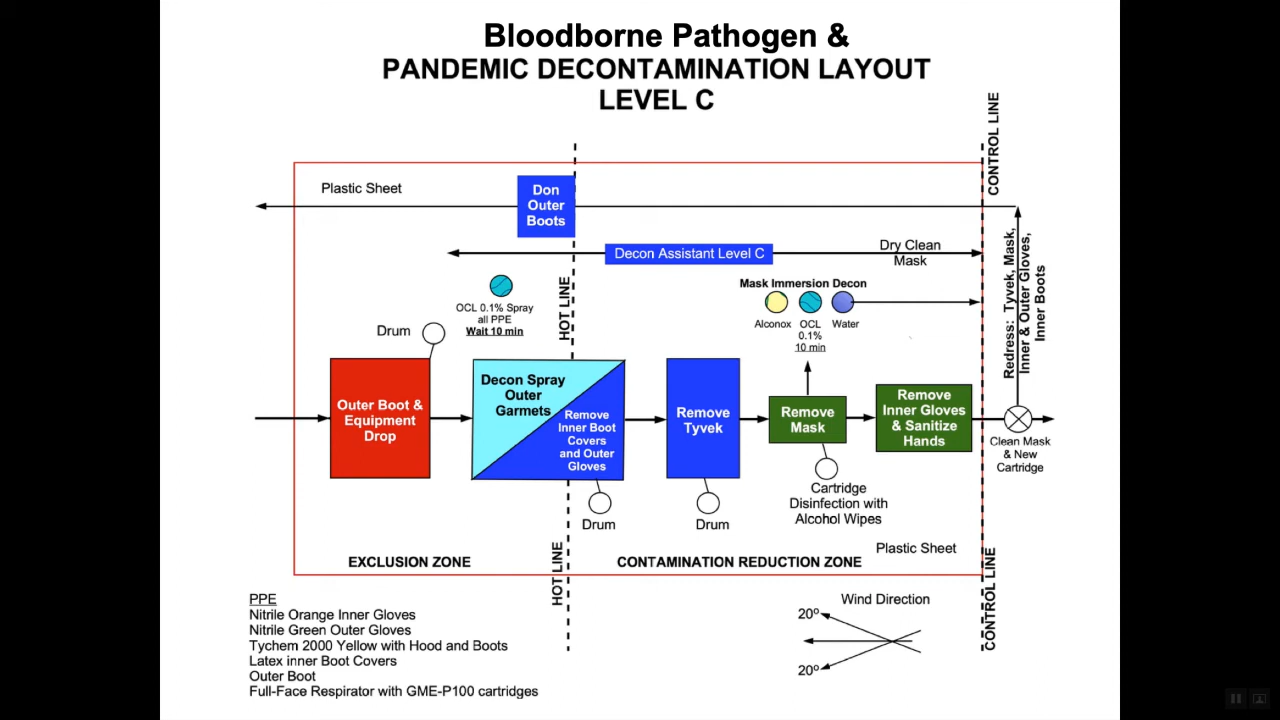 Bloodborne Pathogen &
PANDEMIC DECONTAMINATION LAYOUT
LEVEL C
CONTROL LINE
Plastic Sheet
Don
Outer
Boots
Decon Assistant Level C
Dry Clean
Mask
Redress: Tyvek, Mask,
Inner & Outer Gloves,
Inner Boots
HOT LINE
OCL 0.1% Spray
all PPE
Wait 10 min
Mask Immersion Decon
Alconox
OCL
0.1%
10 min
Water
Drum
Outer Boot &
Equipment
Drop
Decon Spray
Outer
Garmets
Remove
Inner Boot
Covers
and Outer
Gloves
Remove
Tyvek
Remove
Mask
Remove
Inner Gloves
& Sanitize
Hands
Clean Mask
& New
Cartridge
Drum
Drum
Cartridge
Disinfection with
Alcohol Wipes
Plastic Sheet
EXCLUSION ZONE
HOT LINE
CONTAMINATION REDUCTION ZONE
CONTROL LINE
PPE
Nitrile Orange Inner Gloves
Nitrile Green Outer Gloves
Tychem 2000 Yellow with Hood and Boots
Latex inner Boot Covers
Outer Boot
Full-Face Respirator with GME-P100 cartridges
Wind Direction
20º
20º